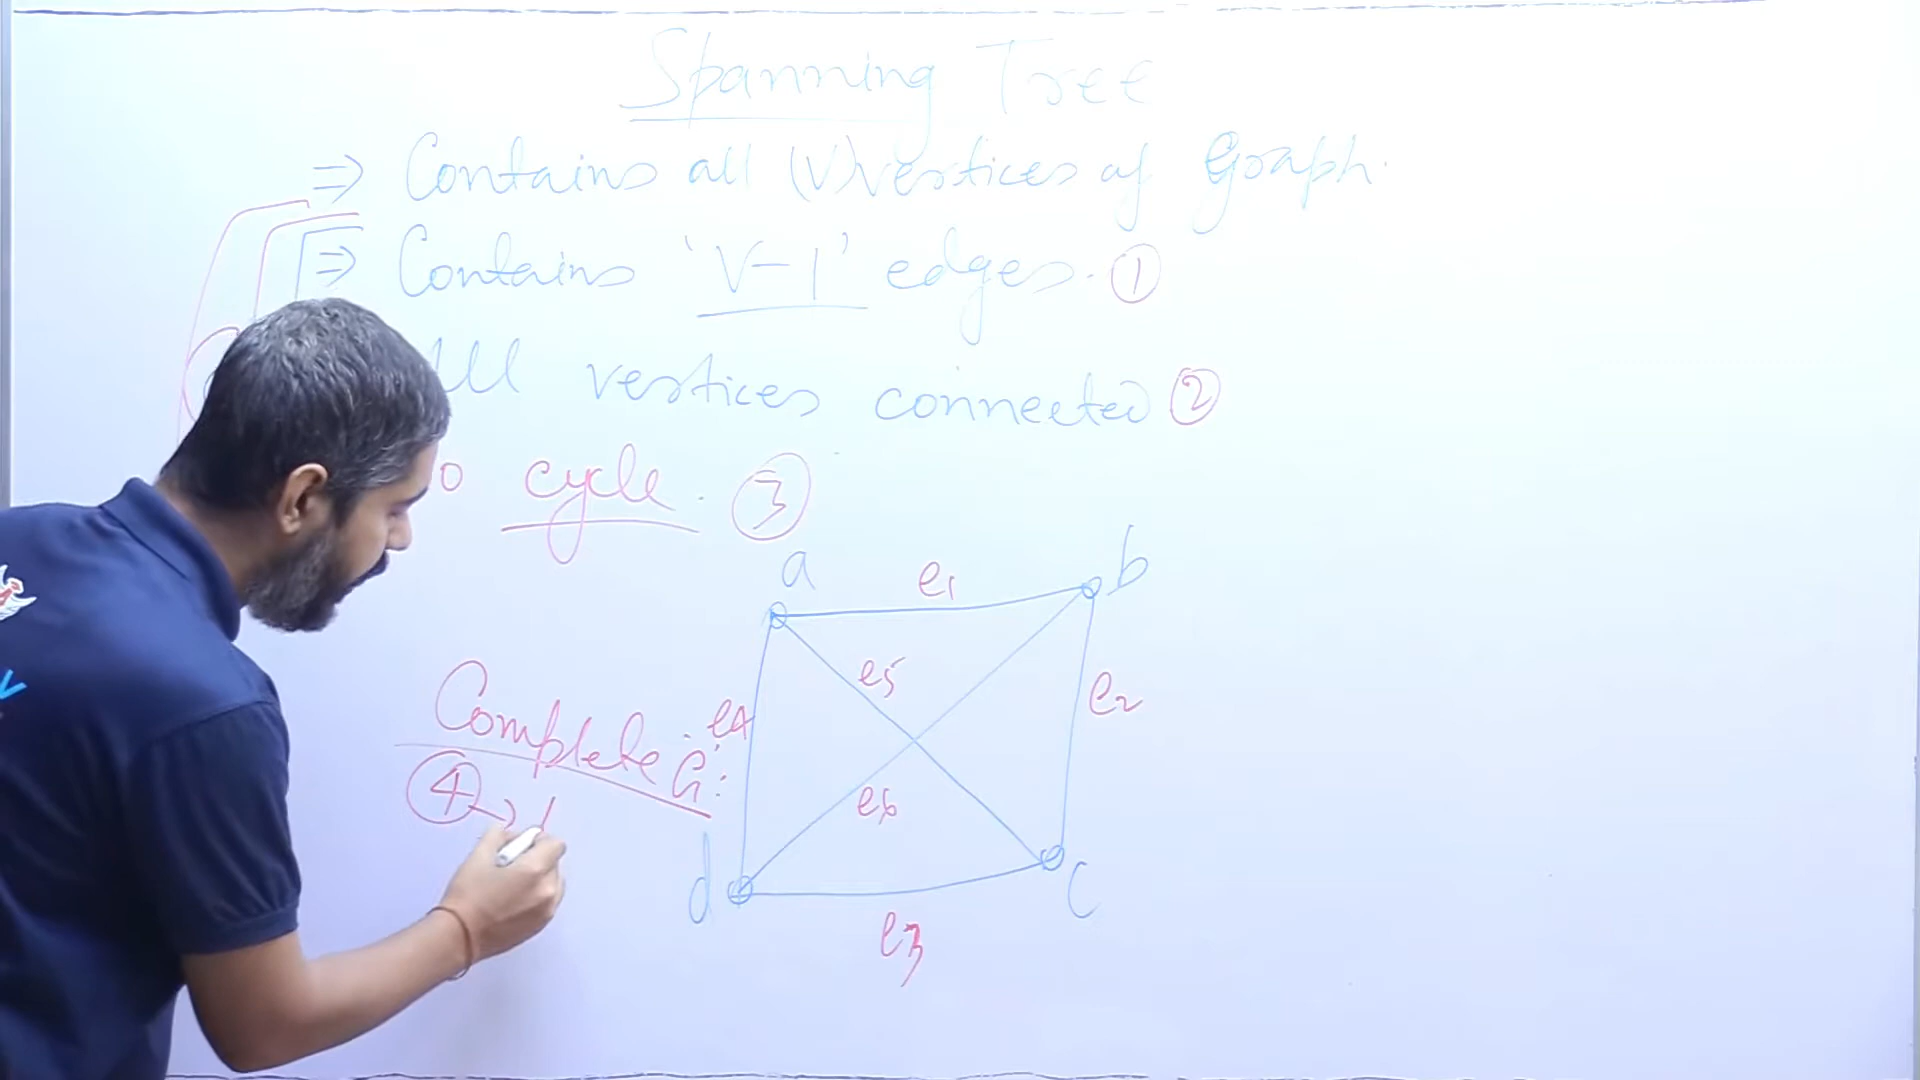 Spanning Tree
⇒ Contains all (V) vertices of Graph.
⇒ Contains 'V-1' edges. ①
vertices connected ②
cycle. ③
a e1 b
e5
e4 e2
Complete G:
④→
e6
d c
e3